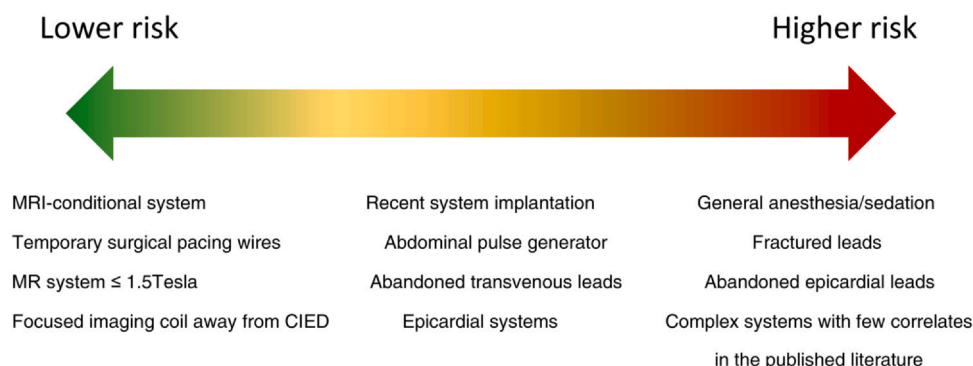 Lower risk
Higher risk
MRI-conditional system
Recent system implantation
General anesthesia/sedation
Temporary surgical pacing wires
Abdominal pulse generator
Fractured leads
MR system ≤ 1.5Tesla
Abandoned transvenous leads
Abandoned epicardial leads
Focused imaging coil away from CIED
Epicardial systems
Complex systems with few correlates
in the published literature